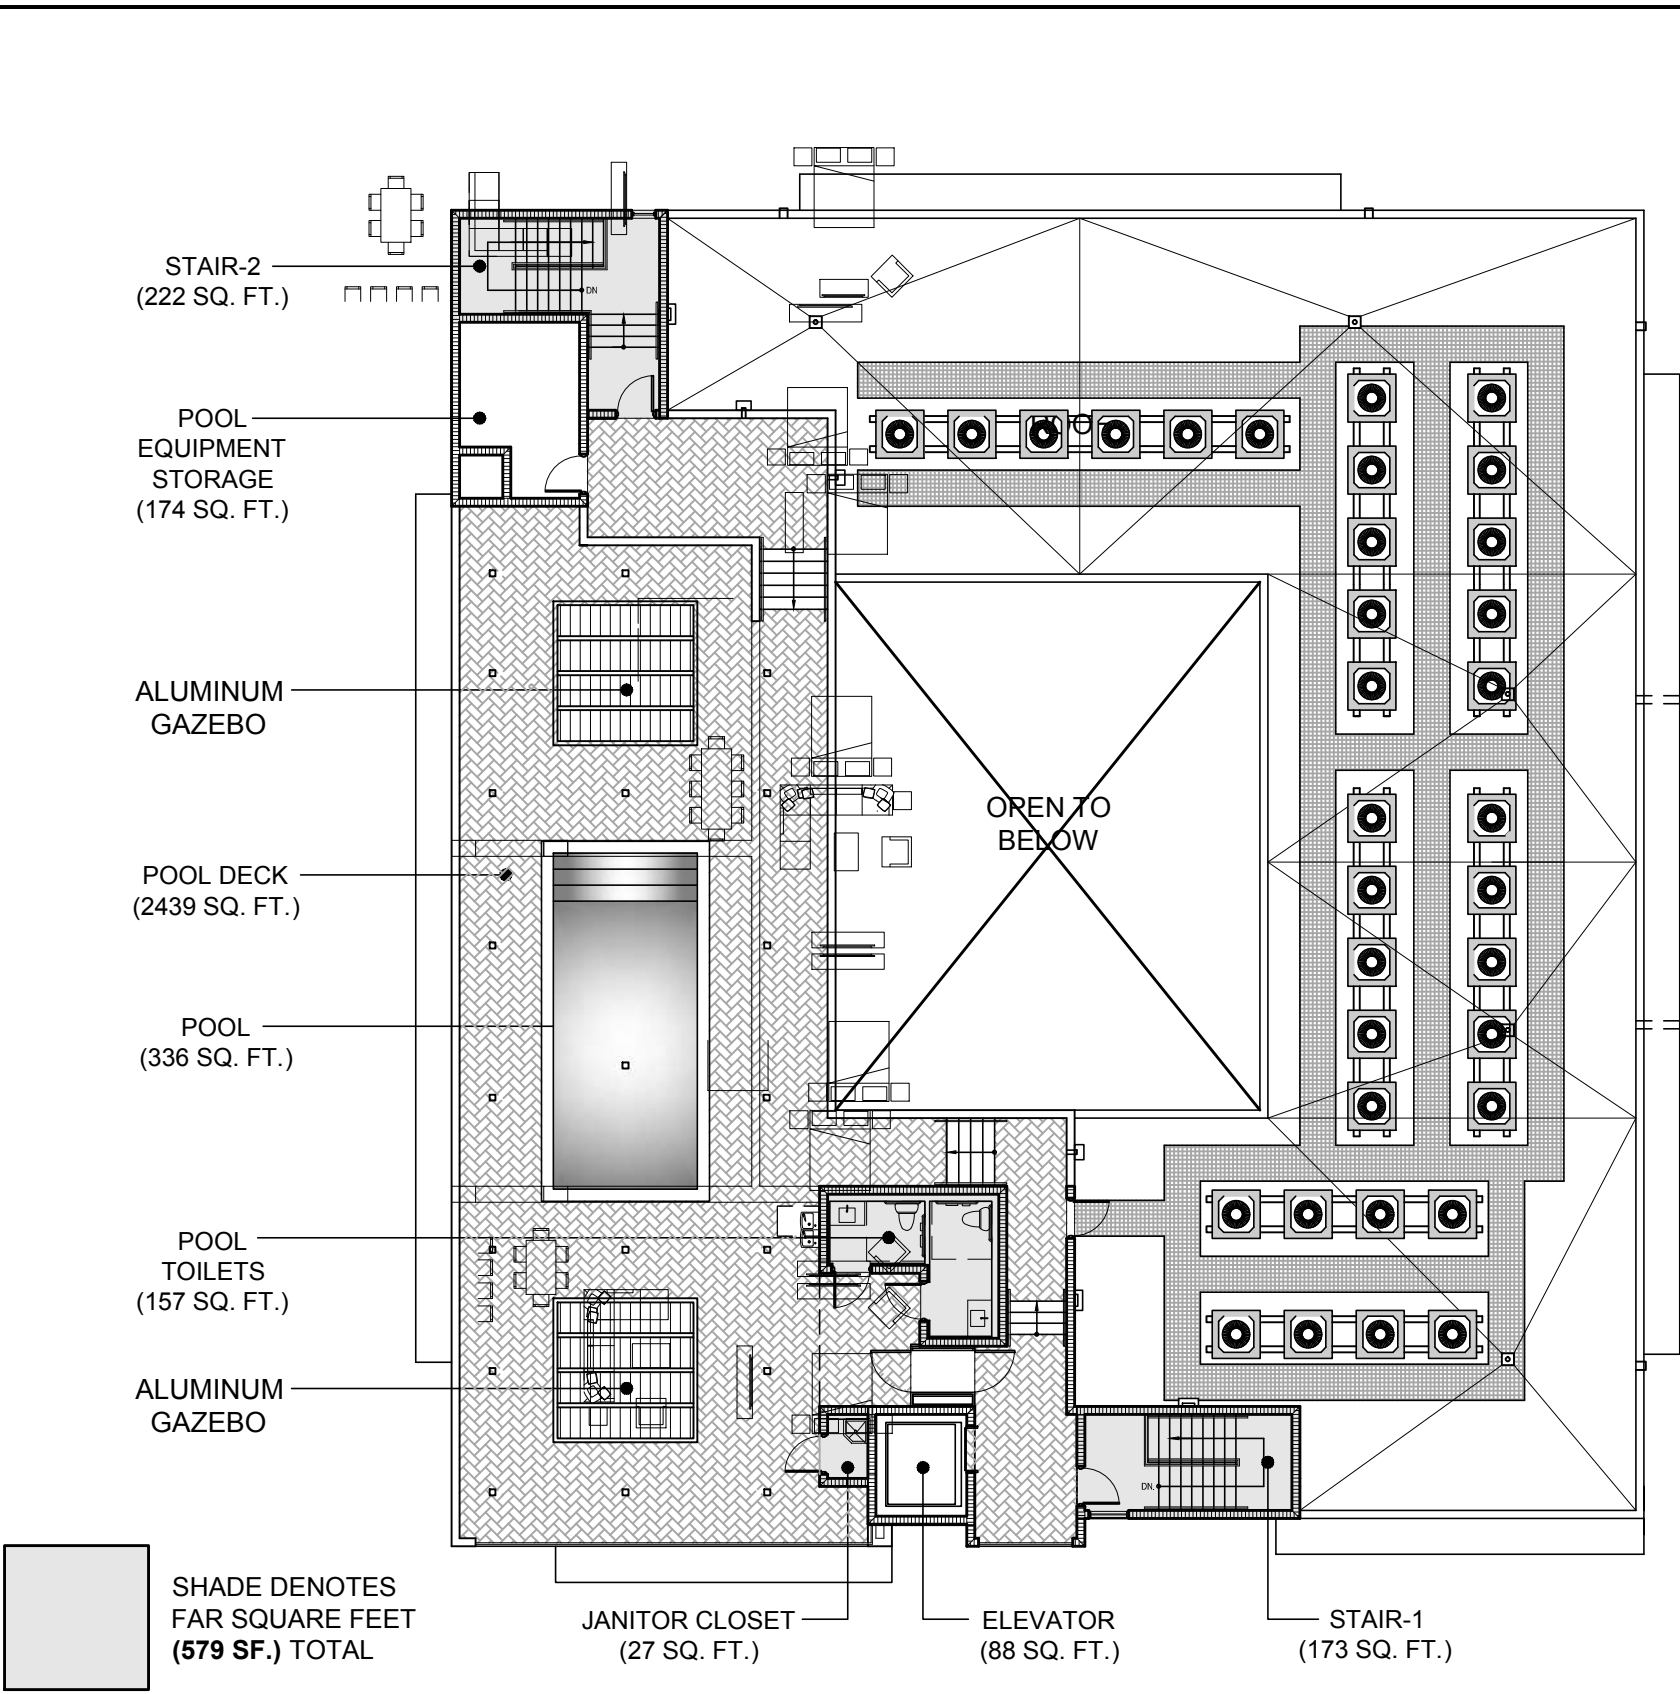 STAIR-2
(222 SQ. FT.)
DN
POOL
EQUIPMENT
STORAGE
(174 SQ. FT.)
ALUMINUM
GAZEBO
OPEN TO
BELOW
POOL DECK
(2439 SQ. FT.)
POOL
(336 SQ. FT.)
POOL
TOILETS
(157 SQ. FT.)
ALUMINUM
GAZEBO
DN.
SHADE DENOTES
FAR SQUARE FEET
(579 SF.) TOTAL
JANITOR CLOSET
(27 SQ. FT.)
ELEVATOR
(88 SQ. FT.)
STAIR-1
(173 SQ. FT.)